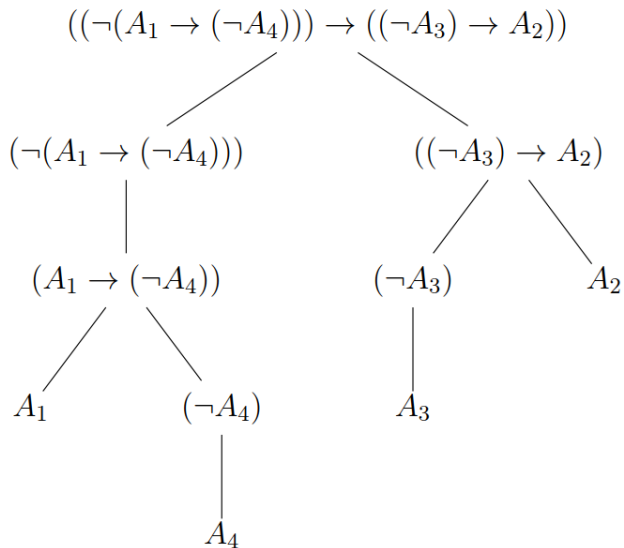 ((¬(A₁ → (¬A₄))) → ((¬A₃) → A₂))
(¬(A₁ → (¬A₄))) ((¬A₃) → A₂)
(A₁ → (¬A₄)) (¬A₃) A₂
A₁ (¬A₄) A₃
A₄